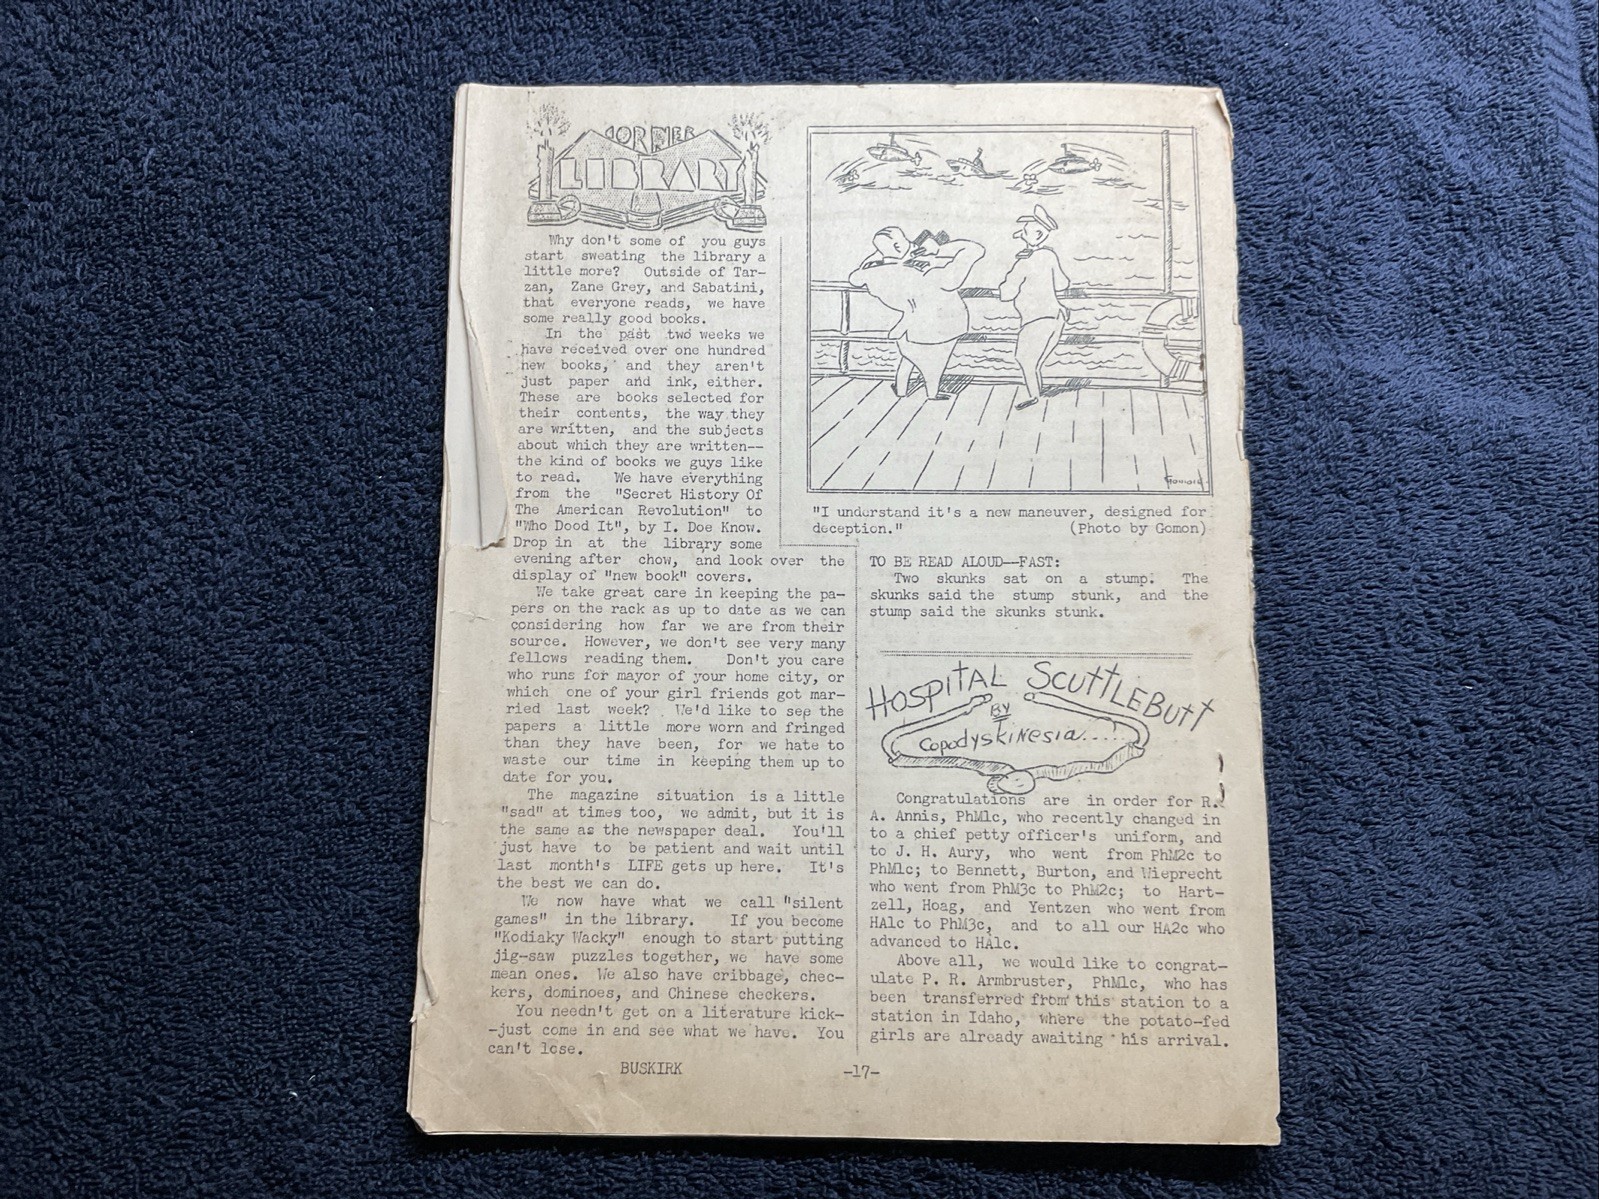 CORNER
LIBRARY
Why don't some of you guys
start sweating the library a
little more? Outside of Tar-
zan, Zane Grey, and Sabatini,
that everyone reads, we have
some really good books.
In the past two weeks we
have received over one hundred
new books, and they aren't
just paper and ink, either.
These are books selected for
their contents, the way they
are written, and the subjects
about which they are written--
the kind of books we guys like
to read. We have everything
from the "Secret History Of
The American Revolution" to
"Who Dood It", by I. Doe Know.
Drop in at the library some
evening after chow, and look over the
display of "new book" covers.
We take great care in keeping the pa-
pers on the rack as up to date as we can
considering how far we are from their
source. However, we don't see very many
fellows reading them. Don't you care
who runs for mayor of your home city, or
which one of your girl friends got mar-
ried last week? We'd like to see the
papers a little more worn and fringed
than they have been, for we hate to
waste our time in keeping them up to
date for you.
The magazine situation is a little
"sad" at times too, we admit, but it is
the same as the newspaper deal. You'll
just have to be patient and wait until
last month's LIFE gets up here. It's
the best we can do.
We now have what we call "silent
games" in the library. If you become
"Kodiaky Wacky" enough to start putting
jig-saw puzzles together, we have some
mean ones. We also have cribbage, chec-
kers, dominoes, and Chinese checkers.
You needn't get on a literature kick-
-just come in and see what we have. You
can't lose.
BUSKIRK
Gomon
"I understand it's a new maneuver, designed for
deception." (Photo by Gomon)
TO BE READ ALOUD--FAST:
Two skunks sat on a stump. The
skunks said the stump stunk, and the
stump said the skunks stunk.
HOSPITAL SCUTTLEBUTT
BY
Copodyskinesia.....
Congratulations are in order for R.
A. Annis, PhM1c, who recently changed in
to a chief petty officer's uniform, and
to J. H. Aury, who went from PhM2c to
PhM1c; to Bennett, Burton, and Wieprecht
who went from PhM3c to PhM2c; to Hart-
zell, Hoag, and Yentzen who went from
HA1c to PhM3c, and to all our HA2c who
advanced to HA1c.
Above all, we would like to congrat-
ulate P. R. Armbruster, PhM1c, who has
been transferred from this station to a
station in Idaho, where the potato-fed
girls are already awaiting his arrival.
-17-